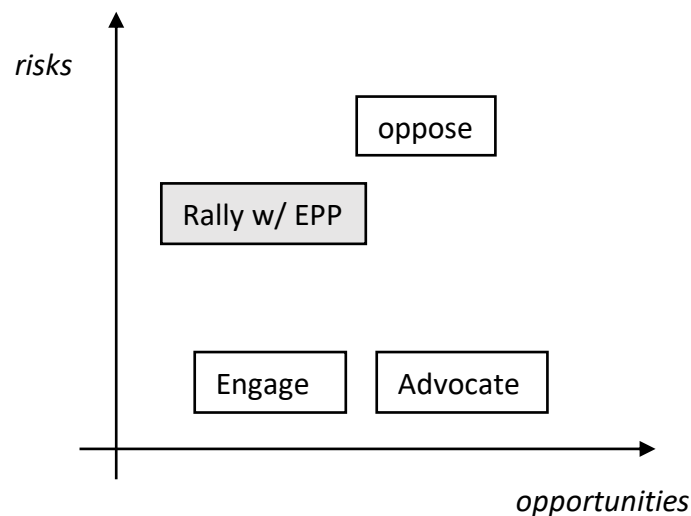 risks
oppose
Rally w/ EPP
Engage
Advocate
opportunities